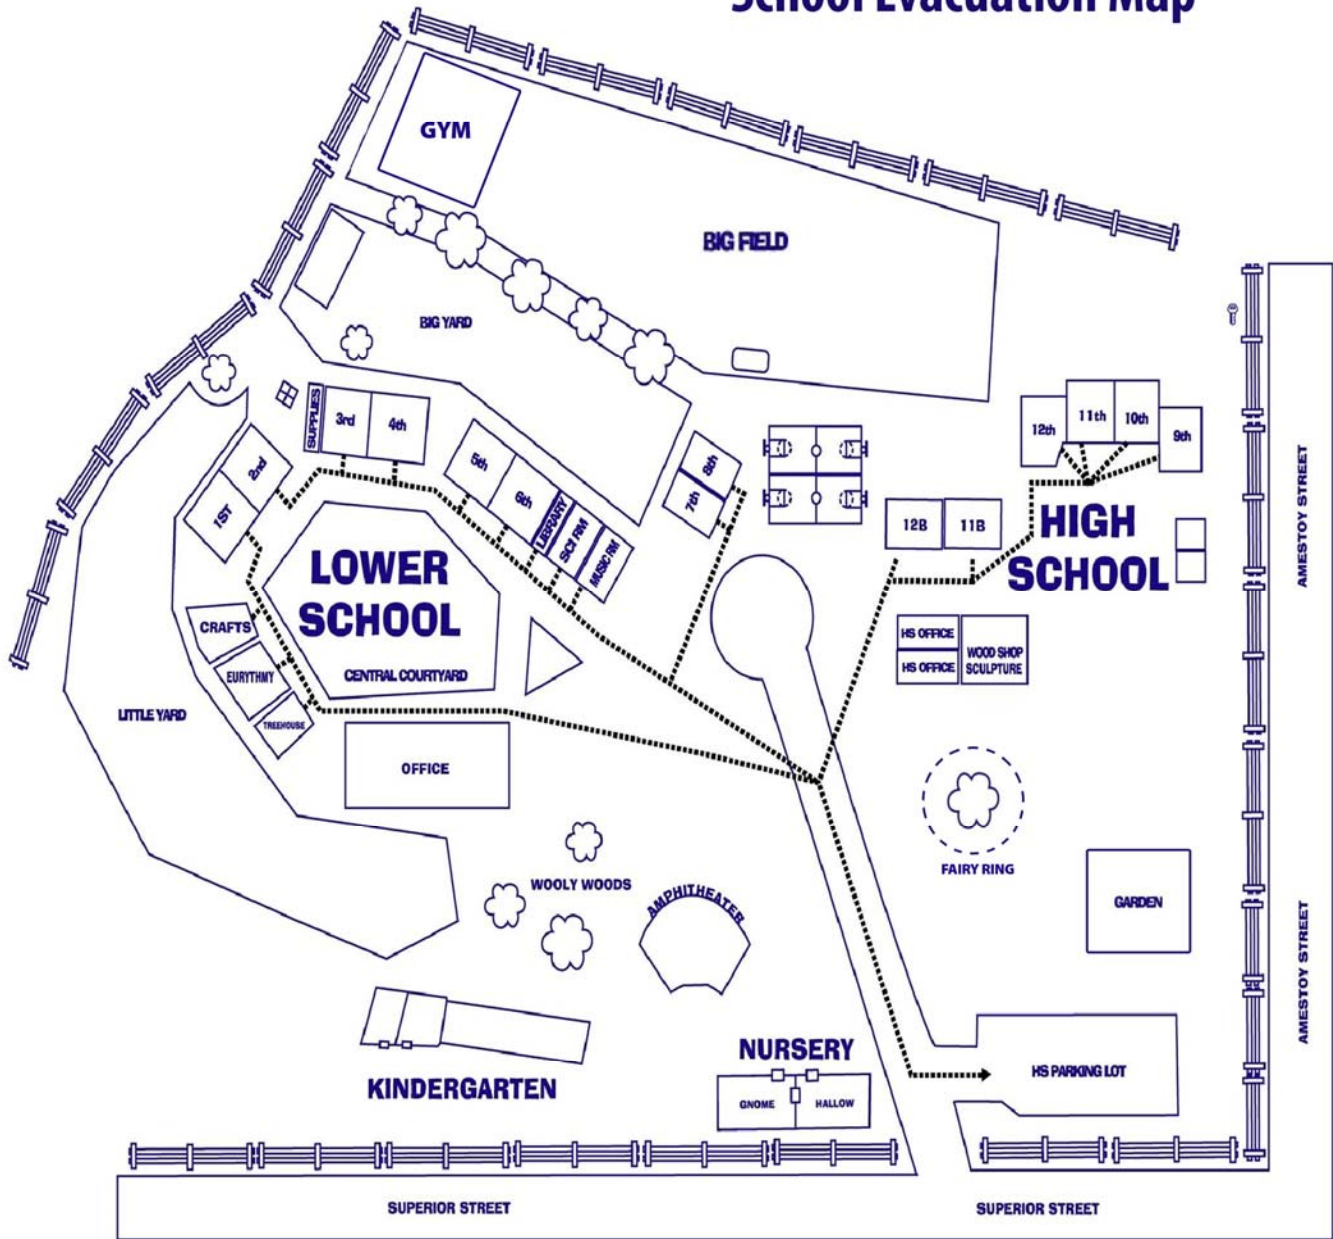 School Evacuation Map
GYM
BIG FIELD
BIG YARD
SUPPLIES
3rd
4th
2nd
1ST
5th
6th
LIBRARY
SCI RM
MUSIC RM
8th
7th
12th
11th
10th
9th
12B
11B
HIGH
SCHOOL
LOWER
SCHOOL
CENTRAL COURTYARD
CRAFTS
EURYTHMY
TREEHOUSE
LITTLE YARD
OFFICE
HS OFFICE
HS OFFICE
WOOD SHOP
SCULPTURE
AMESTOY STREET
FAIRY RING
WOOLY WOODS
AMPHITHEATER
GARDEN
AMESTOY STREET
KINDERGARTEN
NURSERY
GNOME
HALLOW
HS PARKING LOT
SUPERIOR STREET
SUPERIOR STREET